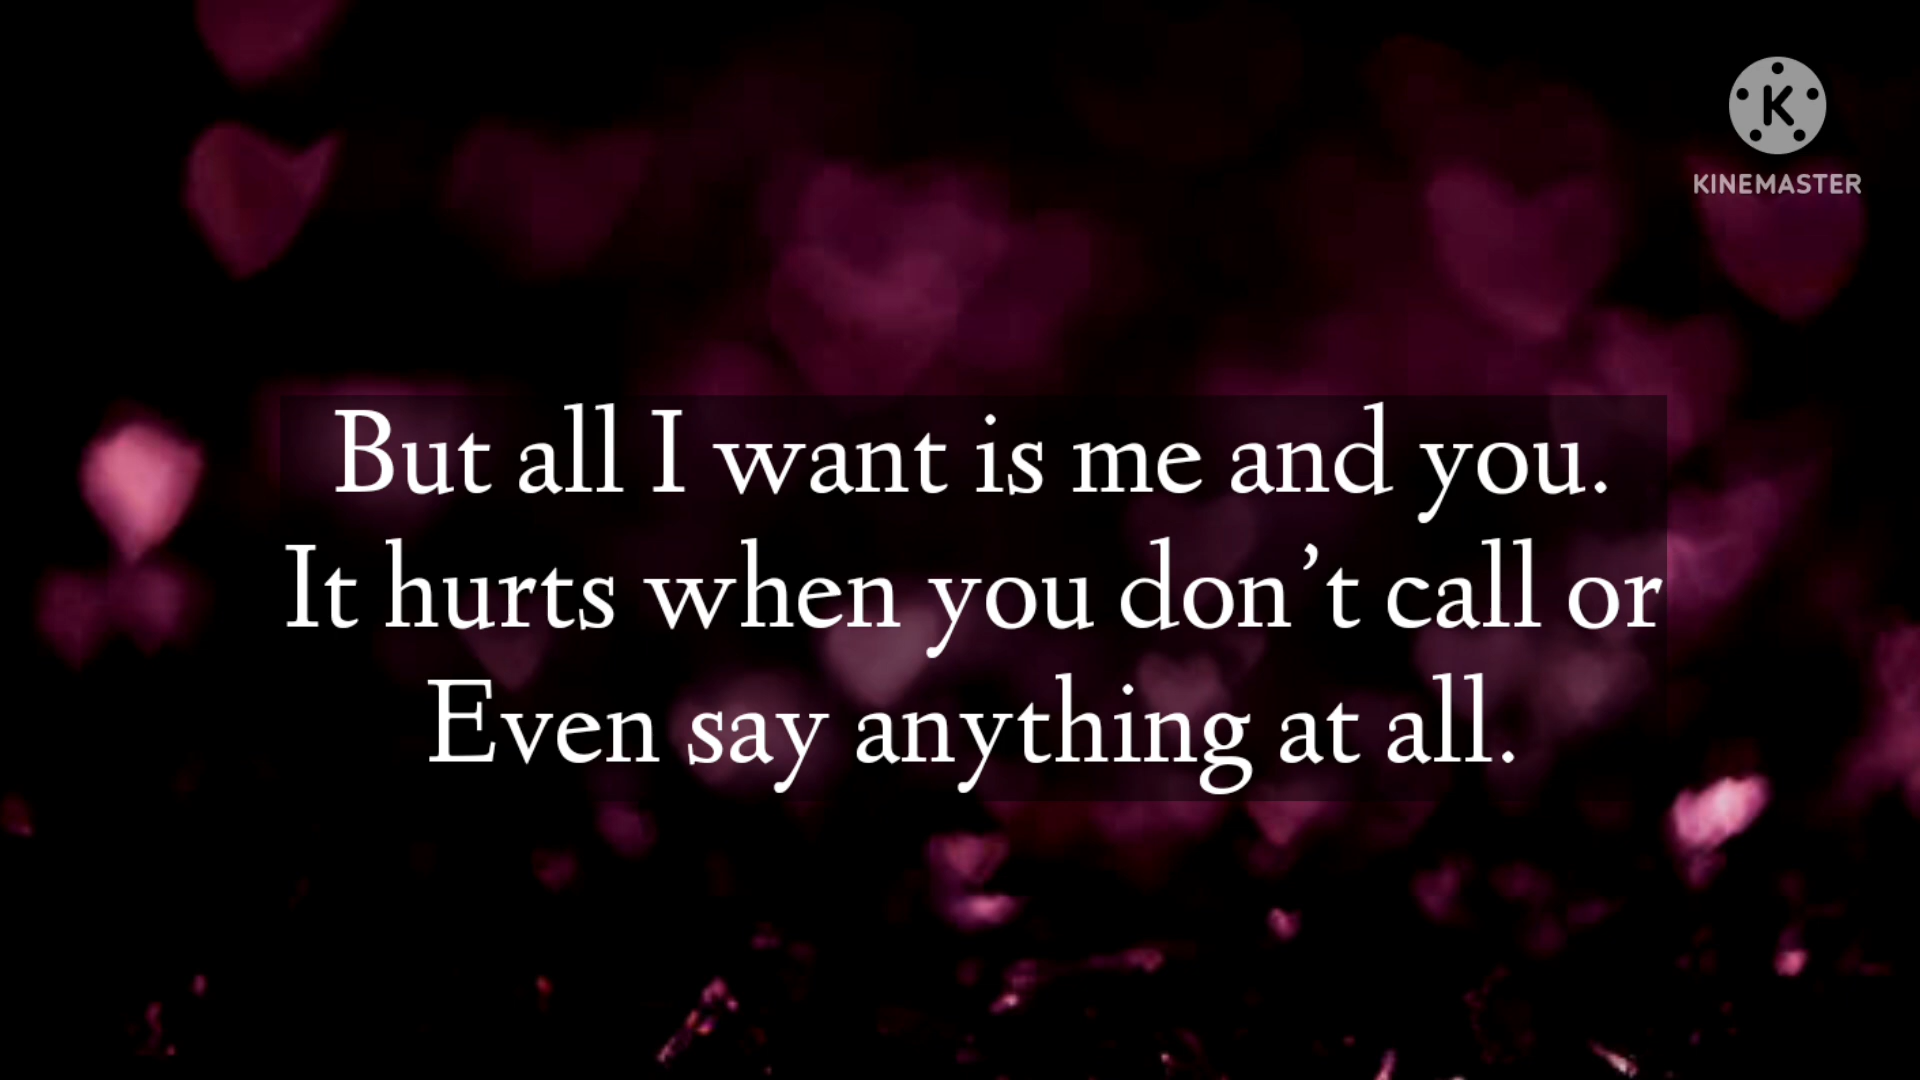 KINEMASTER
But all I want is me and you.
It hurts when you don’t call or
Even say anything at all.